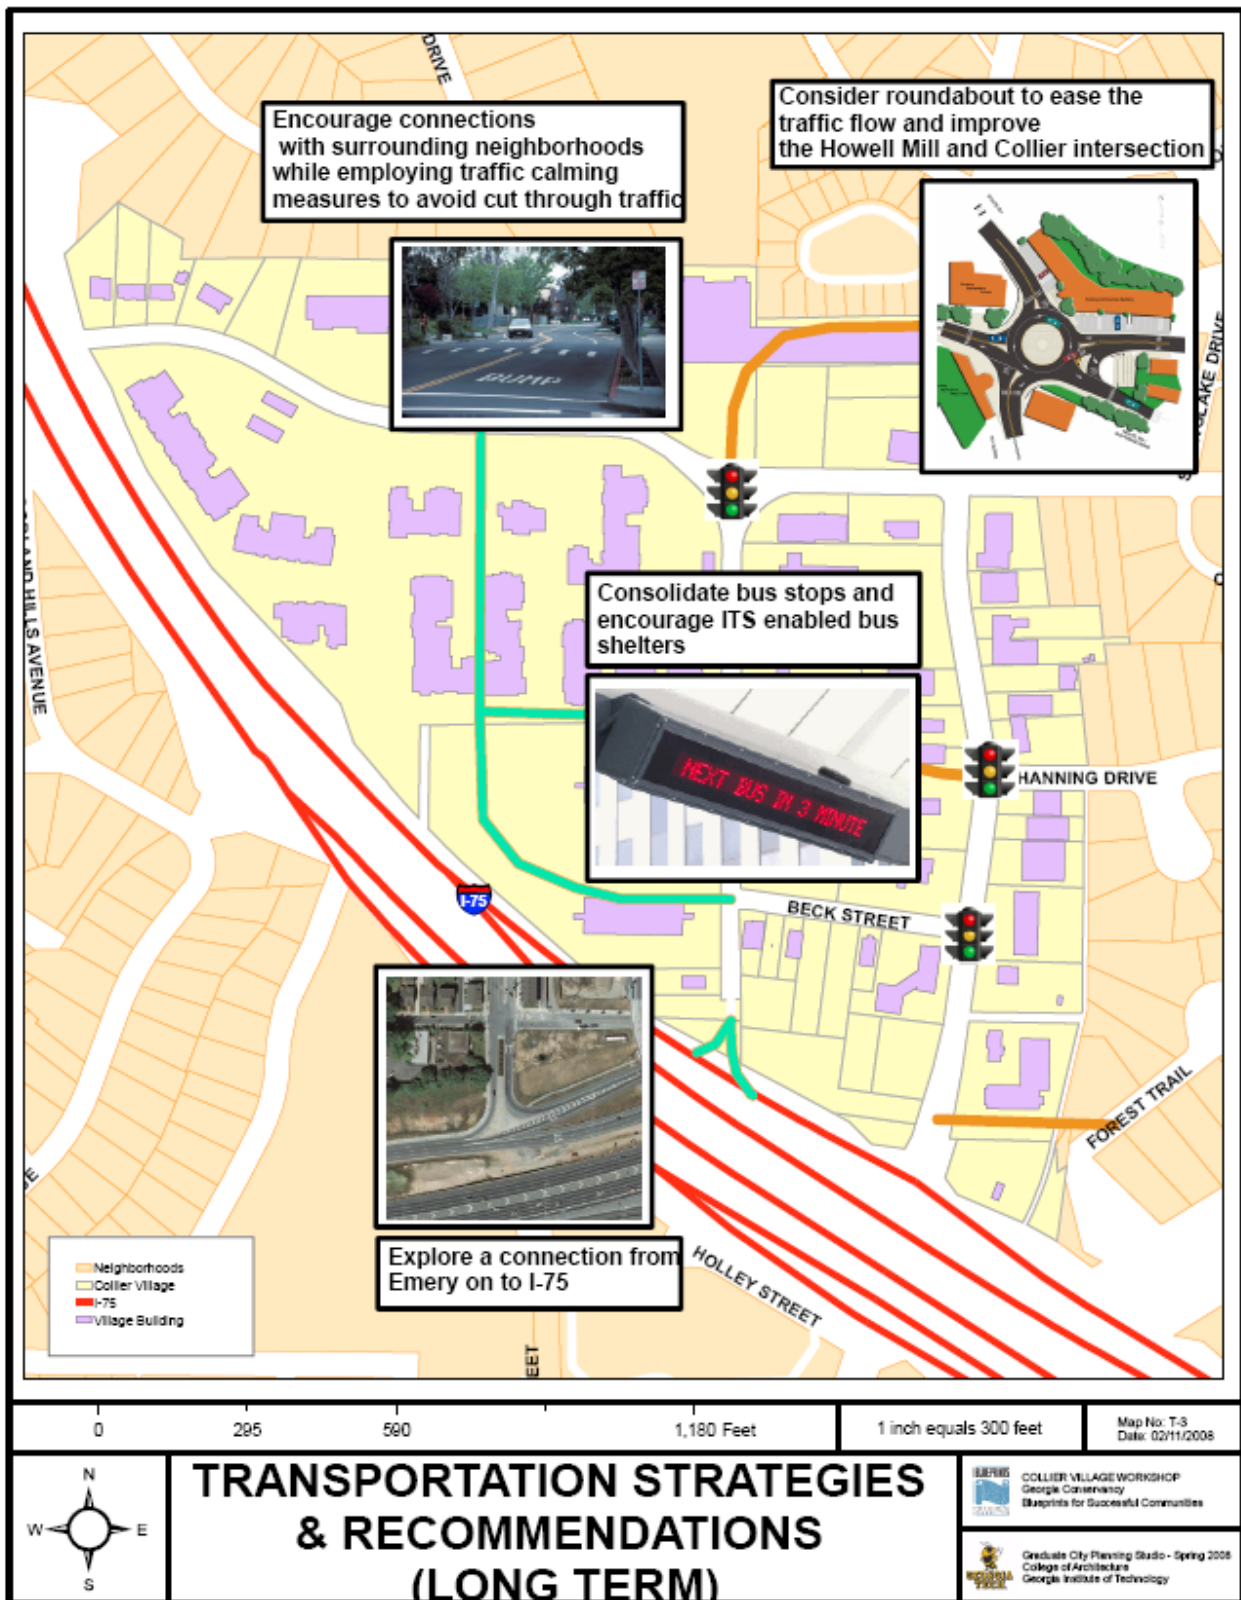 DRIVE
Encourage connections
with surrounding neighborhoods
while employing traffic calming
measures to avoid cut through traffic
Consider roundabout to ease the
traffic flow and improve
the Howell Mill and Collier intersection
BUMP
LAKE DRIVE
LAND HILLS AVENUE
Consolidate bus stops and
encourage ITS enabled bus
shelters
NEXT BUS IN 3 MINUTE
HANNING DRIVE
I-75
BECK STREET
FOREST TRAIL
Explore a connection from
Emery on to I-75
HOLLEY STREET
EET
Neighborhoods
Collier Village
I-75
Village Building
0 295 590 1,180 Feet
1 inch equals 300 feet
Map No: T-3
Date: 02/11/2008
N
W E
S
TRANSPORTATION STRATEGIES
& RECOMMENDATIONS
(LONG TERM)
BLUEPRINTS
COLLIER VILLAGE WORKSHOP
Georgia Conservancy
Blueprints for Successful Communities
GEORGIA
TECH
Graduate City Planning Studio - Spring 2008
College of Architecture
Georgia Institute of Technology